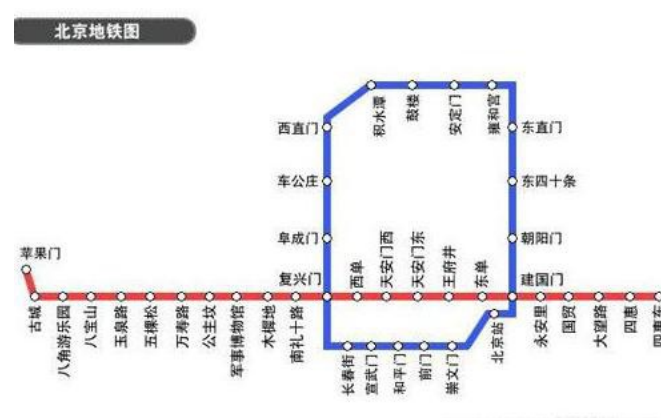 北京地铁图
积水潭
鼓楼
安定门
雍和宫
西直门
东直门
车公庄
东四十条
阜成门
朝阳门
苹果门
复兴门
西单
天安门西
天安门东
王府井
东单
建国门
古城
八角游乐园
八宝山
玉泉路
五棵松
万寿路
公主坟
军事博物馆
木樨地
南礼十路
长春街
宣武门
和平门
前门
崇文门
北京站
永安里
国贸
大望路
四惠
四惠东